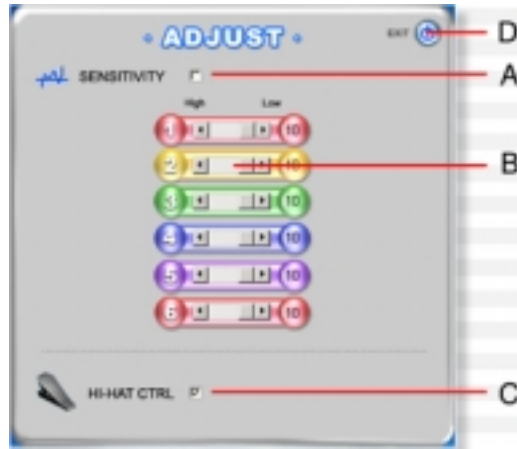 ADJUST
EXIT
D
SENSITIVITY
A
High Low
1 10
2 10
B
3 10
4 10
5 10
6 10
HI-HAT CTRL
C